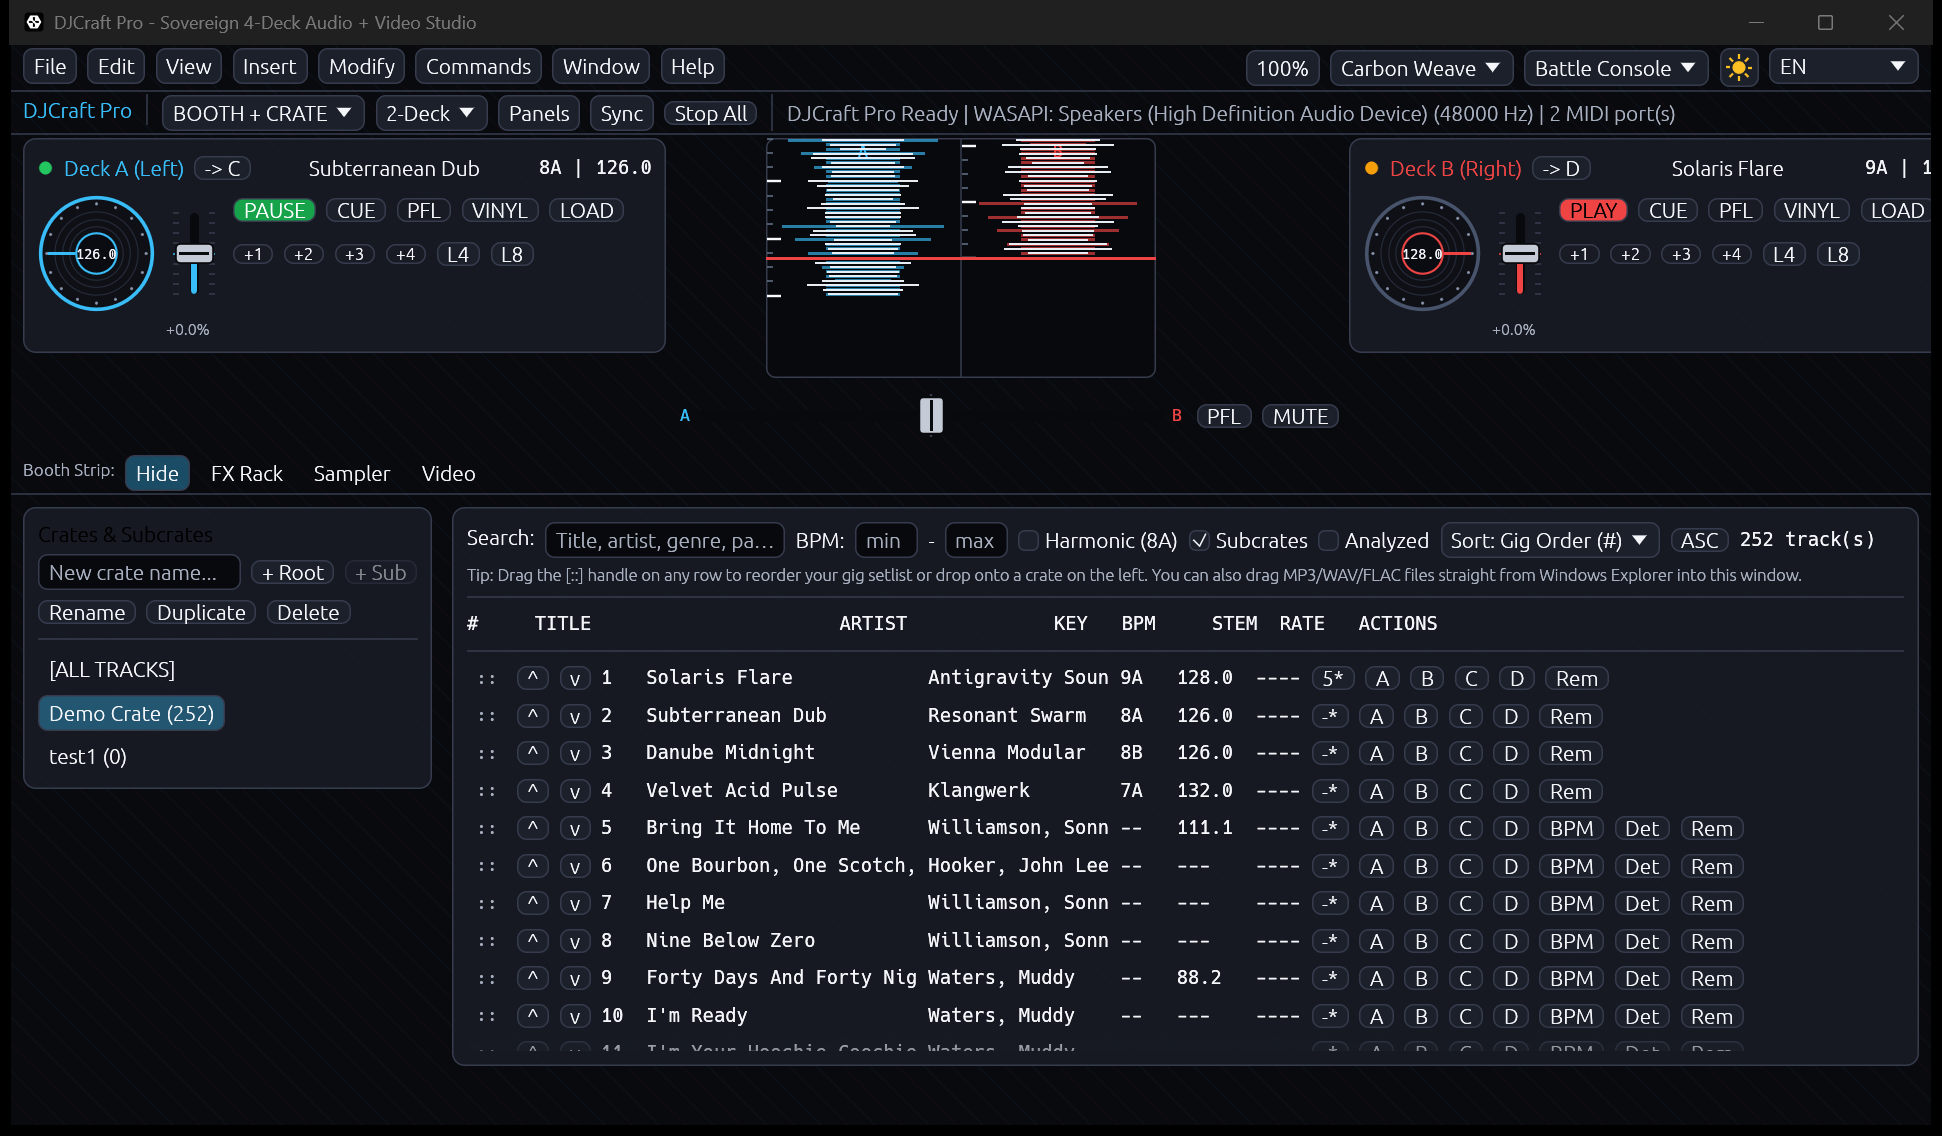 DJCraft Pro - Sovereign 4-Deck Audio + Video Studio
File Edit View Insert Modify Commands Window Help 100% Carbon Weave Battle Console EN
DJCraft Pro BOOTH + CRATE 2-Deck Panels Sync Stop All DJCraft Pro Ready | WASAPI: Speakers (High Definition Audio Device) (48000 Hz) | 2 MIDI port(s)
Deck A (Left) -> C Subterranean Dub 8A | 126.0
PAUSE CUE PFL VINYL LOAD
126.0 +1 +2 +3 +4 L4 L8
+0.0%
A B
Deck B (Right) -> D Solaris Flare 9A | 1
PLAY CUE PFL VINYL LOAD
128.0 +1 +2 +3 +4 L4 L8
+0.0%
A B PFL MUTE
Booth Strip: Hide FX Rack Sampler Video
Crates & Subcrates
New crate name... + Root + Sub
Rename Duplicate Delete
[ALL TRACKS]
Demo Crate (252)
test1 (0)
Search: Title, artist, genre, pa... BPM: min - max Harmonic (8A) Subcrates Analyzed Sort: Gig Order (#) ASC 252 track(s)
Tip: Drag the [::] handle on any row to reorder your gig setlist or drop onto a crate on the left. You can also drag MP3/WAV/FLAC files straight from Windows Explorer into this window.
# TITLE ARTIST KEY BPM STEM RATE ACTIONS
:: ^ v 1 Solaris Flare Antigravity Soun 9A 128.0 ---- 5* A B C D Rem
:: ^ v 2 Subterranean Dub Resonant Swarm 8A 126.0 ---- -* A B C D Rem
:: ^ v 3 Danube Midnight Vienna Modular 8B 126.0 ---- -* A B C D Rem
:: ^ v 4 Velvet Acid Pulse Klangwerk 7A 132.0 ---- -* A B C D Rem
:: ^ v 5 Bring It Home To Me Williamson, Sonn -- 111.1 ---- -* A B C D BPM Det Rem
:: ^ v 6 One Bourbon, One Scotch, Hooker, John Lee -- --- ---- -* A B C D BPM Det Rem
:: ^ v 7 Help Me Williamson, Sonn -- --- ---- -* A B C D BPM Det Rem
:: ^ v 8 Nine Below Zero Williamson, Sonn -- --- ---- -* A B C D BPM Det Rem
:: ^ v 9 Forty Days And Forty Nig Waters, Muddy -- 88.2 ---- -* A B C D BPM Det Rem
:: ^ v 10 I'm Ready Waters, Muddy -- --- ---- -* A B C D BPM Det Rem
:: ^ v 11 I'm Your Hoochie Coochie Waters, Muddy -* A B C D BPM Det Rem